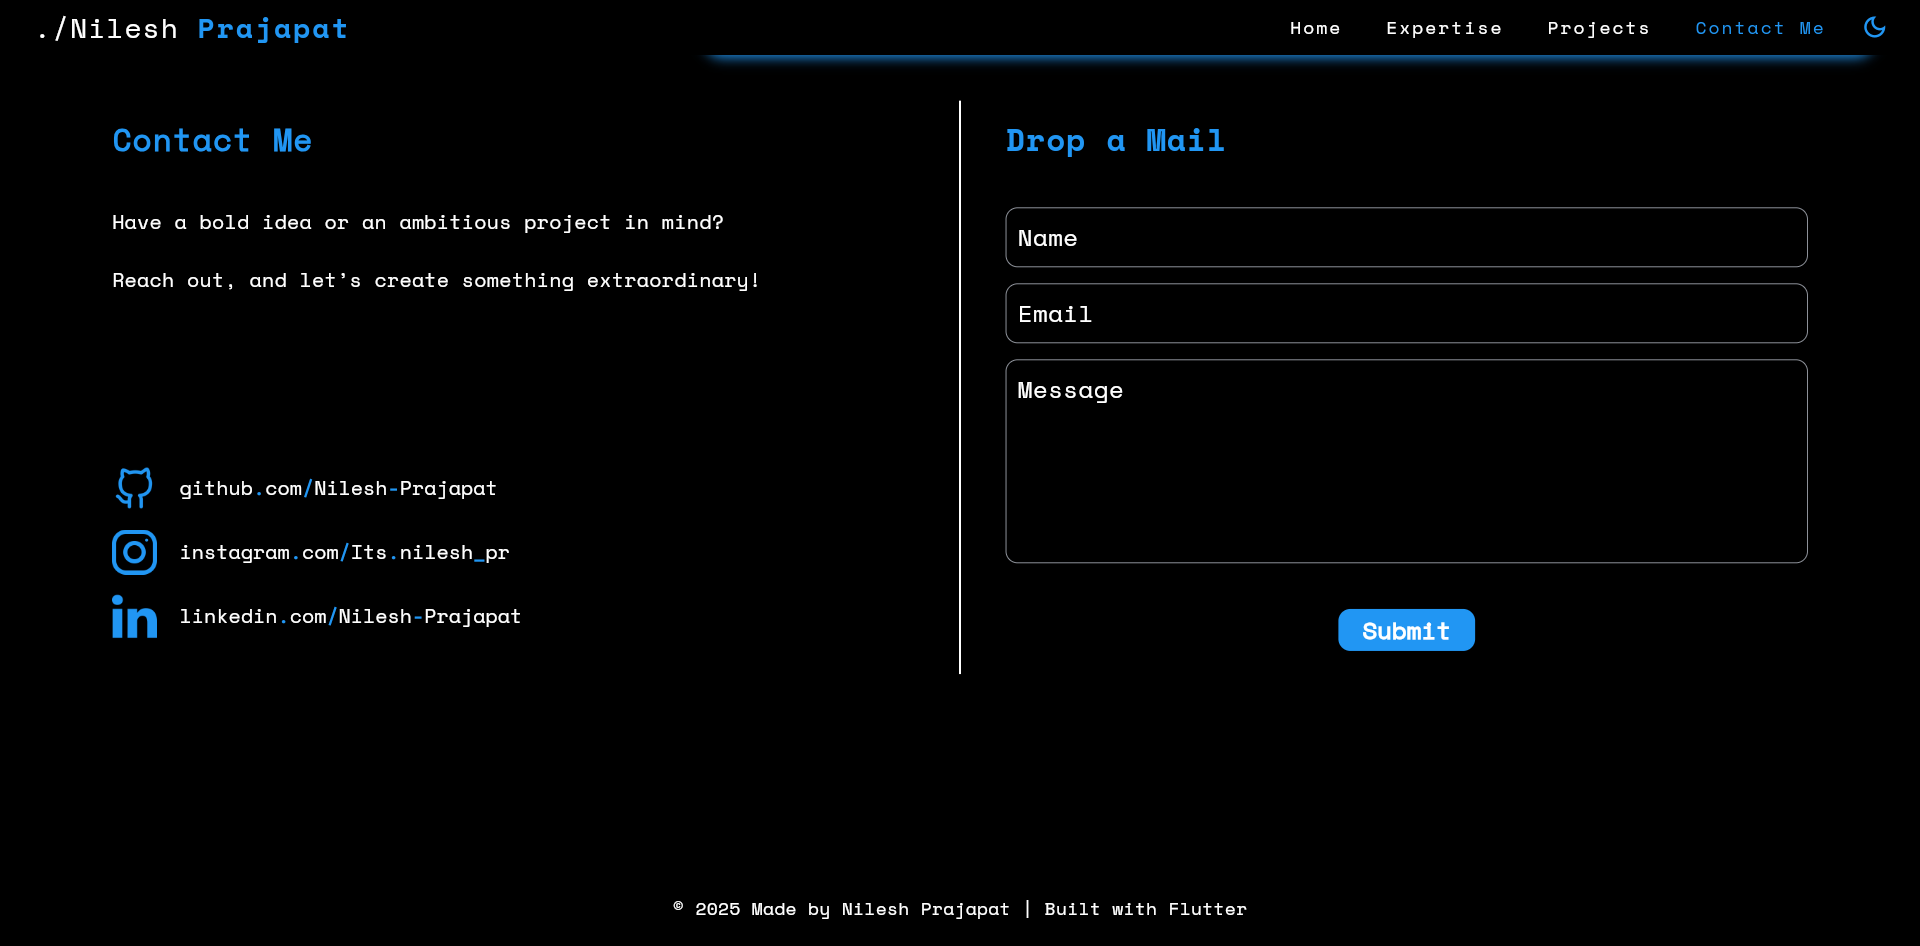 ./Nilesh Prajapat
Home Expertise Projects Contact Me
Contact Me
Have a bold idea or an ambitious project in mind?
Reach out, and let’s create something extraordinary!
github.com/Nilesh-Prajapat
instagram.com/Its.nilesh_pr
linkedin.com/Nilesh-Prajapat
Drop a Mail
Name
Email
Message
Submit
© 2025 Made by Nilesh Prajapat | Built with Flutter